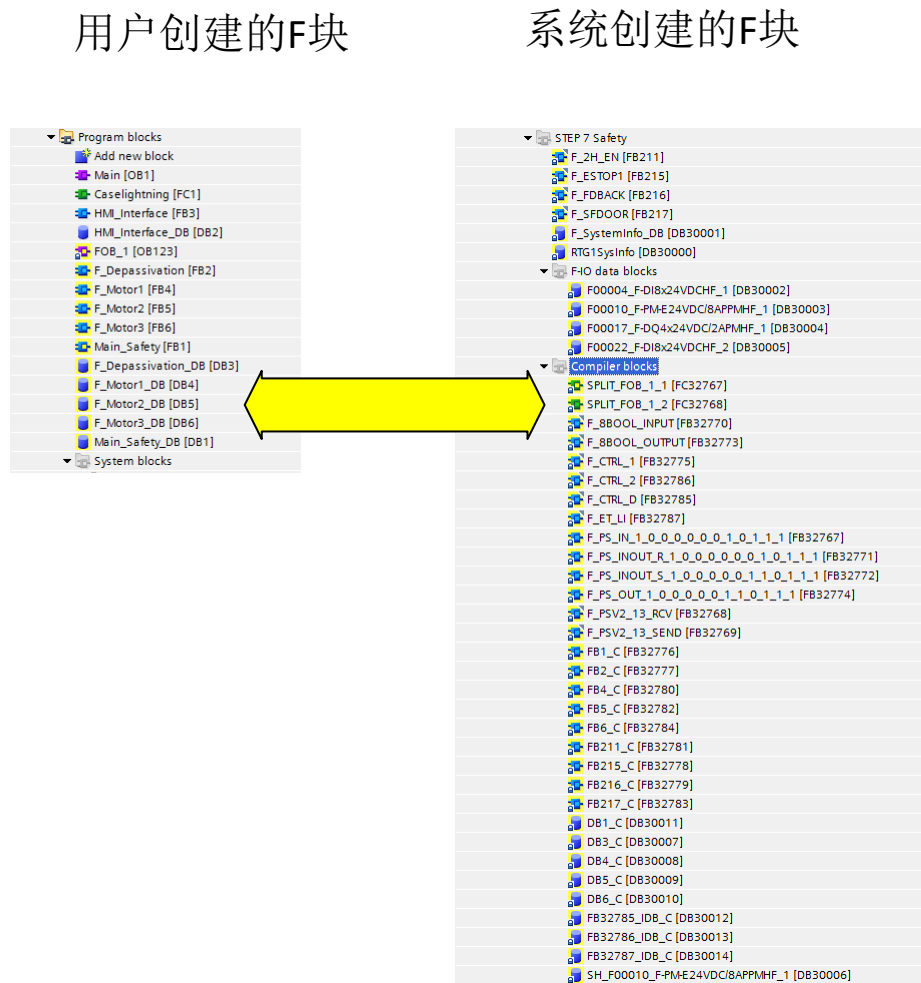 用户创建的F块
系统创建的F块
Program blocks
Add new block
Main [OB1]
Caselightning [FC1]
HMI_Interface [FB3]
HMI_Interface_DB [DB2]
FOB_1 [OB123]
F_Depassivation [FB2]
F_Motor1 [FB4]
F_Motor2 [FB5]
F_Motor3 [FB6]
Main_Safety [FB1]
F_Depassivation_DB [DB3]
F_Motor1_DB [DB4]
F_Motor2_DB [DB5]
F_Motor3_DB [DB6]
Main_Safety_DB [DB1]
System blocks
STEP 7 Safety
F_2H_EN [FB211]
F_ESTOP1 [FB215]
F_FDBACK [FB216]
F_SFDOOR [FB217]
F_SystemInfo_DB [DB30001]
RTG1SysInfo [DB30000]
F-IO data blocks
F00004_F-DI8x24VDCHF_1 [DB30002]
F00010_F-PM-E24VDC/8APPMHF_1 [DB30003]
F00017_F-DQ4x24VDC/2APMHF_1 [DB30004]
F00022_F-DI8x24VDCHF_2 [DB30005]
Compiler blocks
SPLIT_FOB_1_1 [FC32767]
SPLIT_FOB_1_2 [FC32768]
F_8BOOL_INPUT [FB32770]
F_8BOOL_OUTPUT [FB32773]
F_CTRL_1 [FB32775]
F_CTRL_2 [FB32786]
F_CTRL_D [FB32785]
F_ET_LI [FB32787]
F_PS_IN_1_0_0_0_0_0_0_1_0_1_1_1 [FB32767]
F_PS_INOUT_R_1_0_0_0_0_0_0_1_0_1_1_1 [FB32771]
F_PS_INOUT_S_1_0_0_0_0_0_1_1_0_1_1_1 [FB32772]
F_PS_OUT_1_0_0_0_0_0_1_1_0_1_1_1 [FB32774]
F_PSV2_13_RCV [FB32768]
F_PSV2_13_SEND [FB32769]
FB1_C [FB32776]
FB2_C [FB32777]
FB4_C [FB32780]
FB5_C [FB32782]
FB6_C [FB32784]
FB211_C [FB32781]
FB215_C [FB32778]
FB216_C [FB32779]
FB217_C [FB32783]
DB1_C [DB30011]
DB3_C [DB30007]
DB4_C [DB30008]
DB5_C [DB30009]
DB6_C [DB30010]
FB32785_IDB_C [DB30012]
FB32786_IDB_C [DB30013]
FB32787_IDB_C [DB30014]
SH_F00010_F-PM-E24VDC/8APPMHF_1 [DB30006]